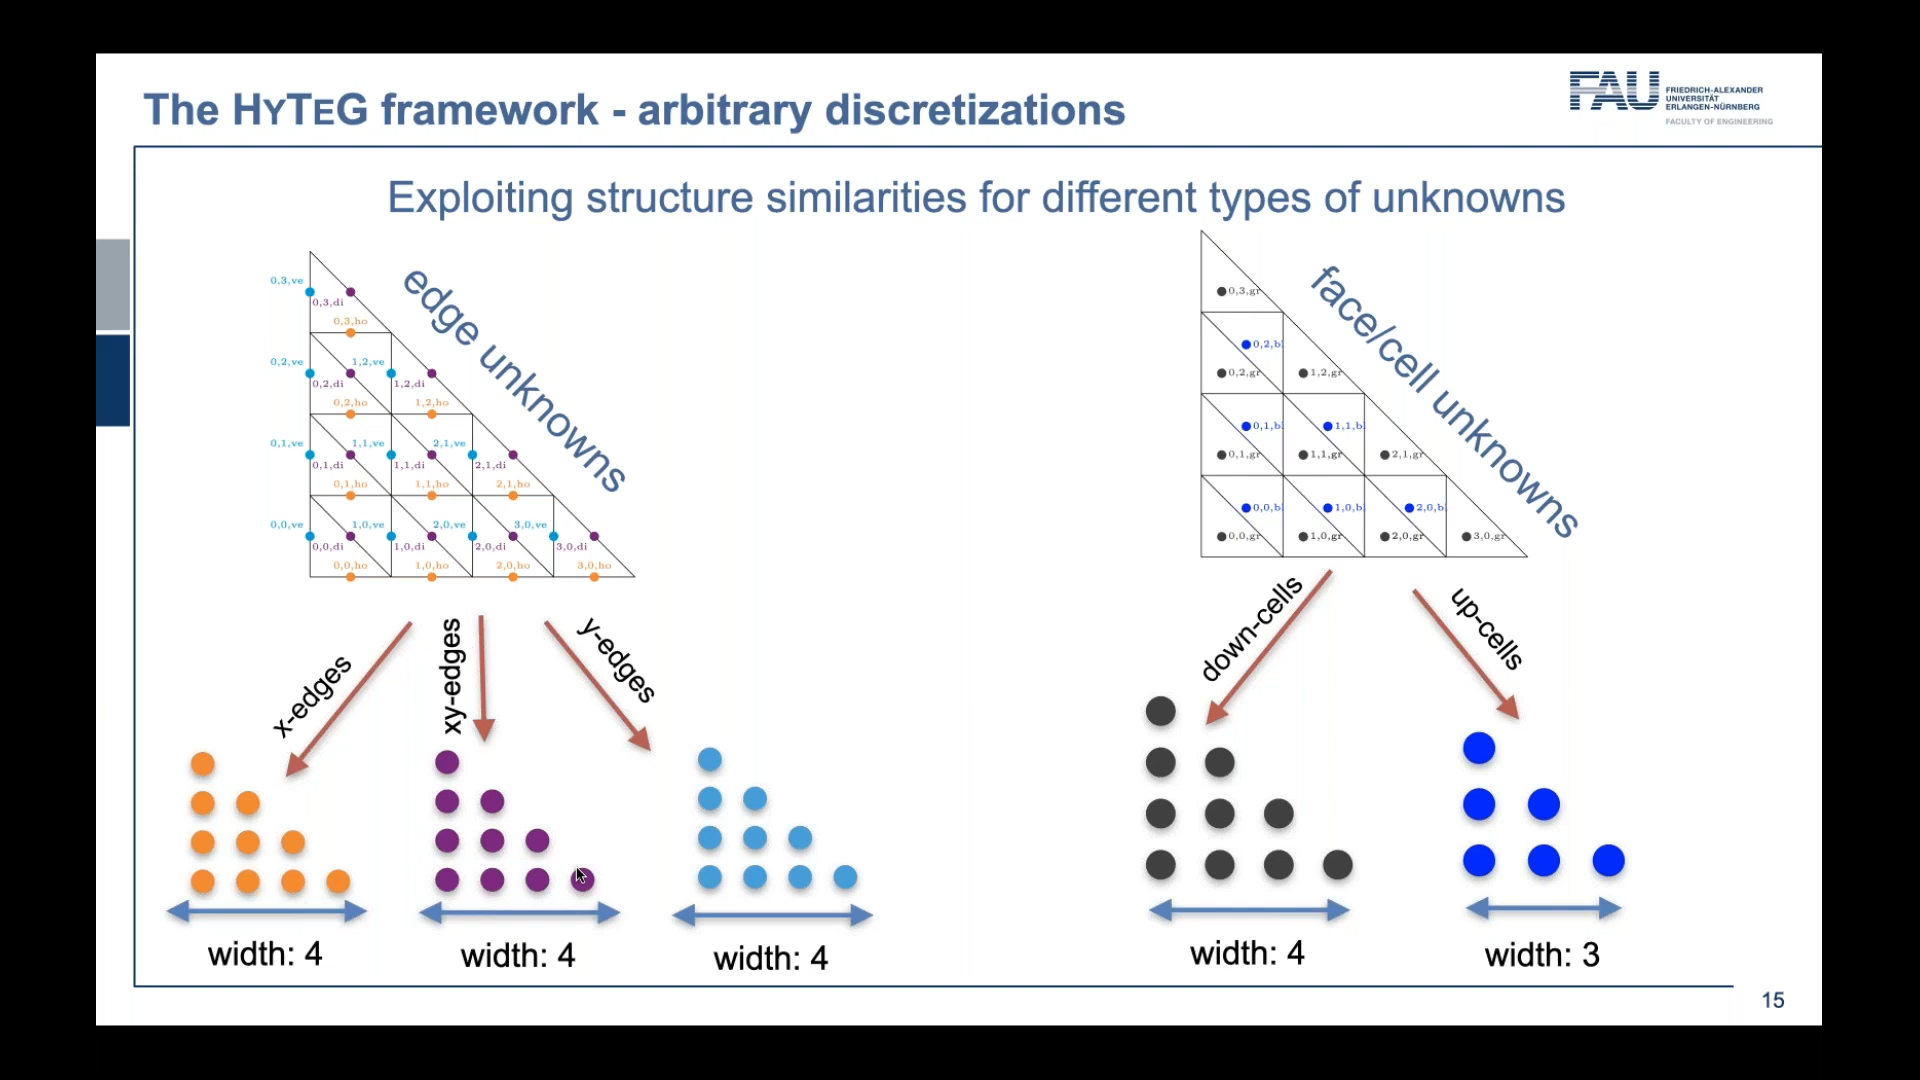 The HYTEG framework - arbitrary discretizations
FAU
FRIEDRICH-ALEXANDER
UNIVERSITÄT
ERLANGEN-NÜRNBERG
FACULTY OF ENGINEERING
Exploiting structure similarities for different types of unknowns
edge unknowns
0,3,ve
0,3,di
0,3,ho
0,2,ve 1,2,ve
0,2,di 1,2,di
0,2,ho 1,2,ho
0,1,ve 1,1,ve 2,1,ve
0,1,di 1,1,di 2,1,di
0,1,ho 1,1,ho 2,1,ho
0,0,ve 1,0,ve 2,0,ve 3,0,ve
0,0,di 1,0,di 2,0,di 3,0,di
0,0,ho 1,0,ho 2,0,ho 3,0,ho
face/cell unknowns
0,3,gr
0,2,bl
0,2,gr 1,2,gr
0,1,bl 1,1,bl
0,1,gr 1,1,gr 2,1,gr
0,0,bl 1,0,bl 2,0,bl
0,0,gr 1,0,gr 2,0,gr 3,0,gr
x-edges
xy-edges
y-edges
down-cells
up-cells
width: 4
width: 4
width: 4
width: 4
width: 3
15